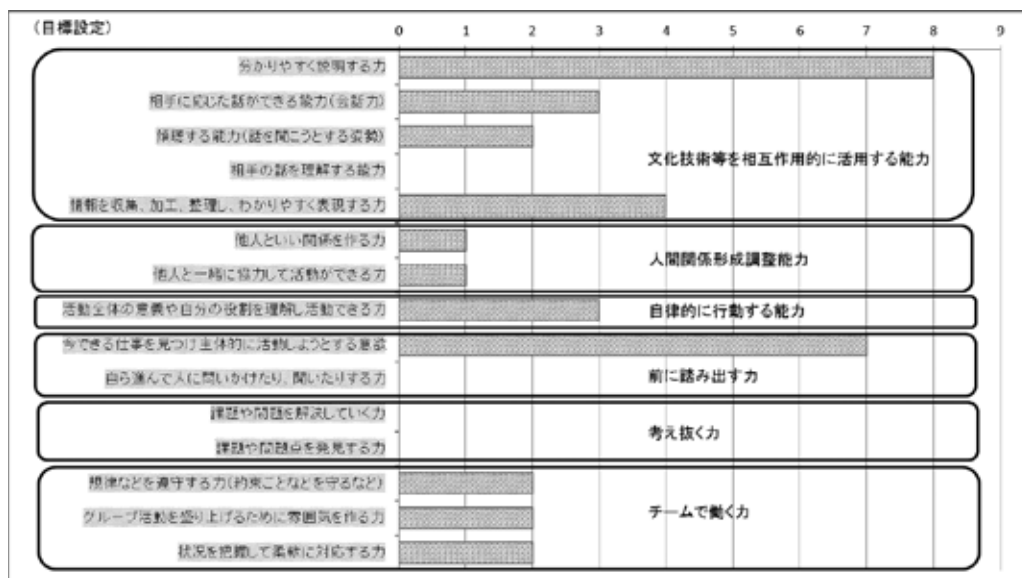 (目標設定)
0 1 2 3 4 5 6 7 8 9
分かりやすく説明する力
相手に応じた話ができる能力(会話力)
傾聴する能力(話を聞こうとする姿勢)
文化技術等を相互作用的に活用する能力
相手の話を理解する能力
情報を収集、加工、整理し、わかりやすく表現する力
他人といい関係を作る力
人間関係形成調整能力
他人と一緒に協力して活動ができる力
活動全体の意義や自分の役割を理解し活動できる力
自律的に行動する能力
今できる仕事を見つけ主体的に活動しようとする意欲
自ら進んで人に問いかけたり、聞いたりする力
前に踏み出す力
課題や問題を解決していく力
考え抜く力
課題や問題点を発見する力
規律などを遵守する力(約束ごとなどを守るなど)
グループ活動を盛り上げるために雰囲気を作る力
チームで働く力
状況を把握して柔軟に対応する力